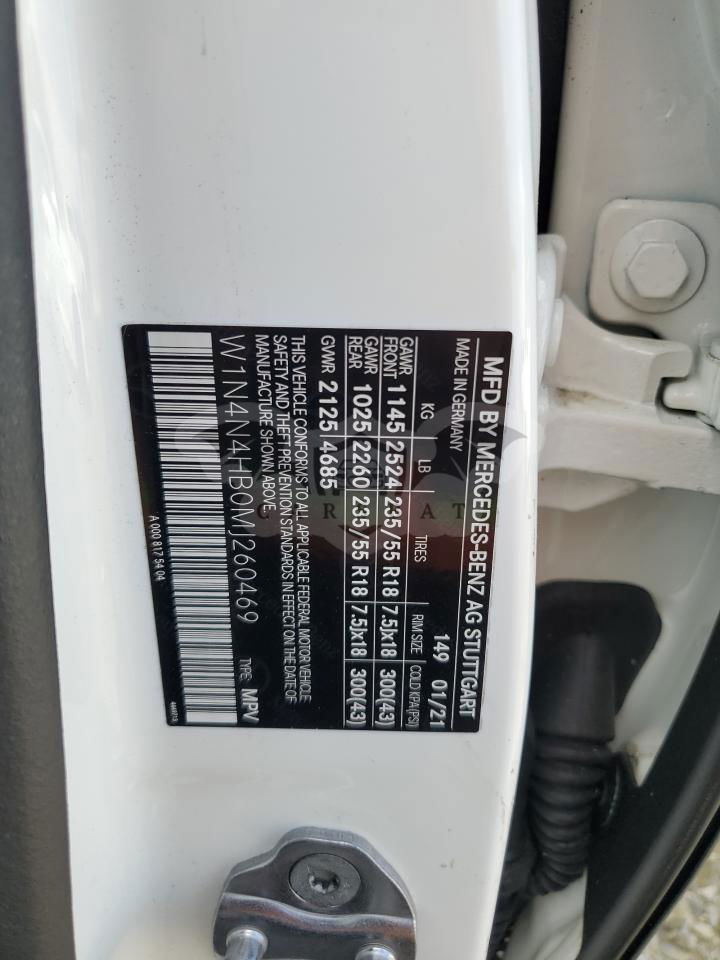 MFD BY MERCEDES-BENZ AG STUTTGART
MADE IN GERMANY 149 01/21
KG LB TIRES RIM SIZE COLD KPA(PSI)
GAWR FRONT 1145 2524 235/55 R18 7.5Jx18 300(43)
GAWR REAR 1025 2260 235/55 R18 7.5Jx18 300(43)
GVWR 2125 4685
THIS VEHICLE CONFORMS TO ALL APPLICABLE FEDERAL MOTOR VEHICLE
SAFETY AND THEFT PREVENTION STANDARDS IN EFFECT ON THE DATE OF
MANUFACTURE SHOWN ABOVE.
W1N4N4HB0MJ260469 TYPE: MPV
A 000 817 54 04